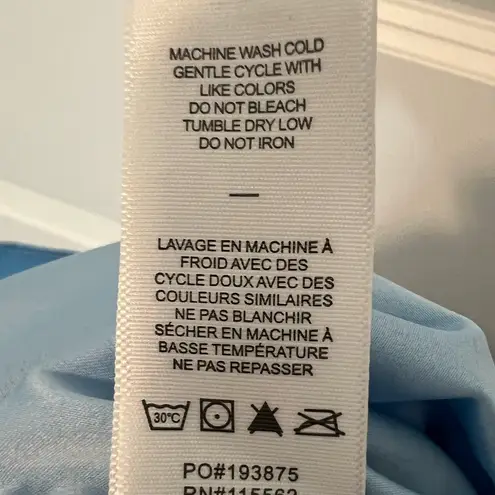 MACHINE WASH COLD
GENTLE CYCLE WITH
LIKE COLORS
DO NOT BLEACH
TUMBLE DRY LOW
DO NOT IRON
—
LAVAGE EN MACHINE À
FROID AVEC DES
CYCLE DOUX AVEC DES
COULEURS SIMILAIRES
NE PAS BLANCHIR
SÉCHER EN MACHINE À
BASSE TEMPÉRATURE
NE PAS REPASSER
30°C
PO#193875
RN#115562